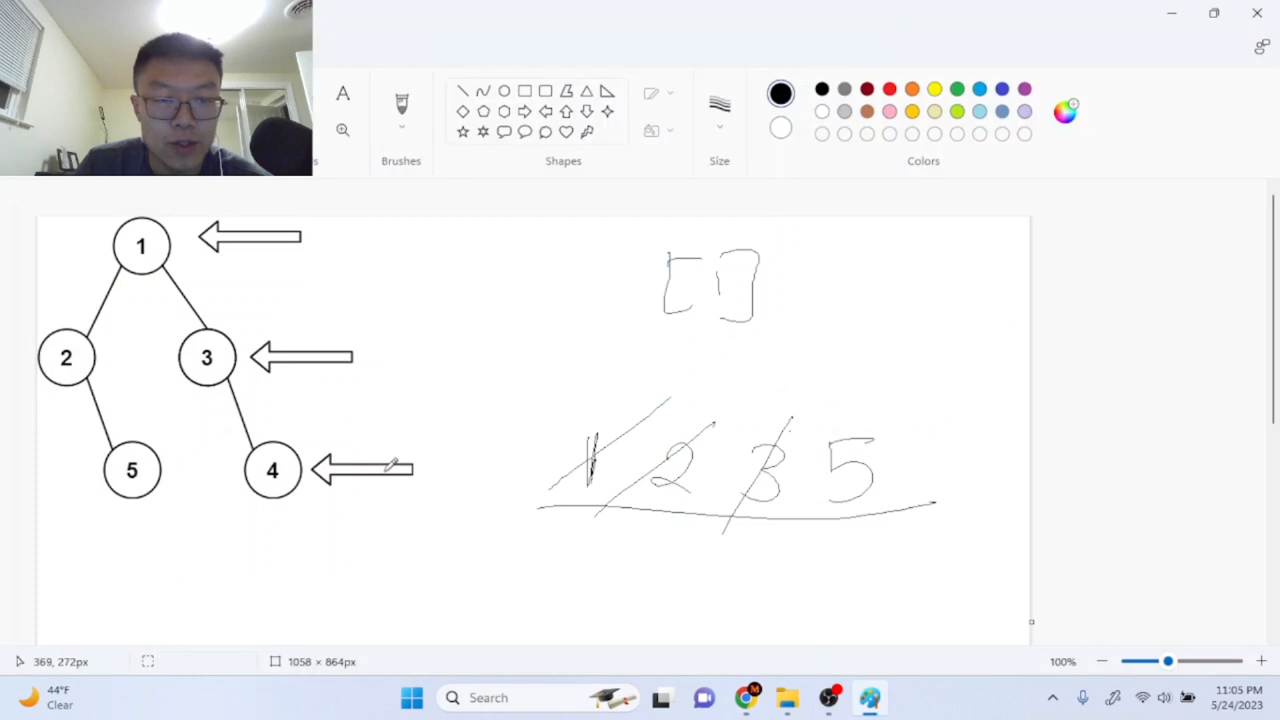 A
Brushes
Shapes
Size
Colors
1
2
3
5
4
[ ]
1 2 3 5
369, 272px
1058 × 864px
100%
44°F
Clear
Search
M
11:05 PM
5/24/2023